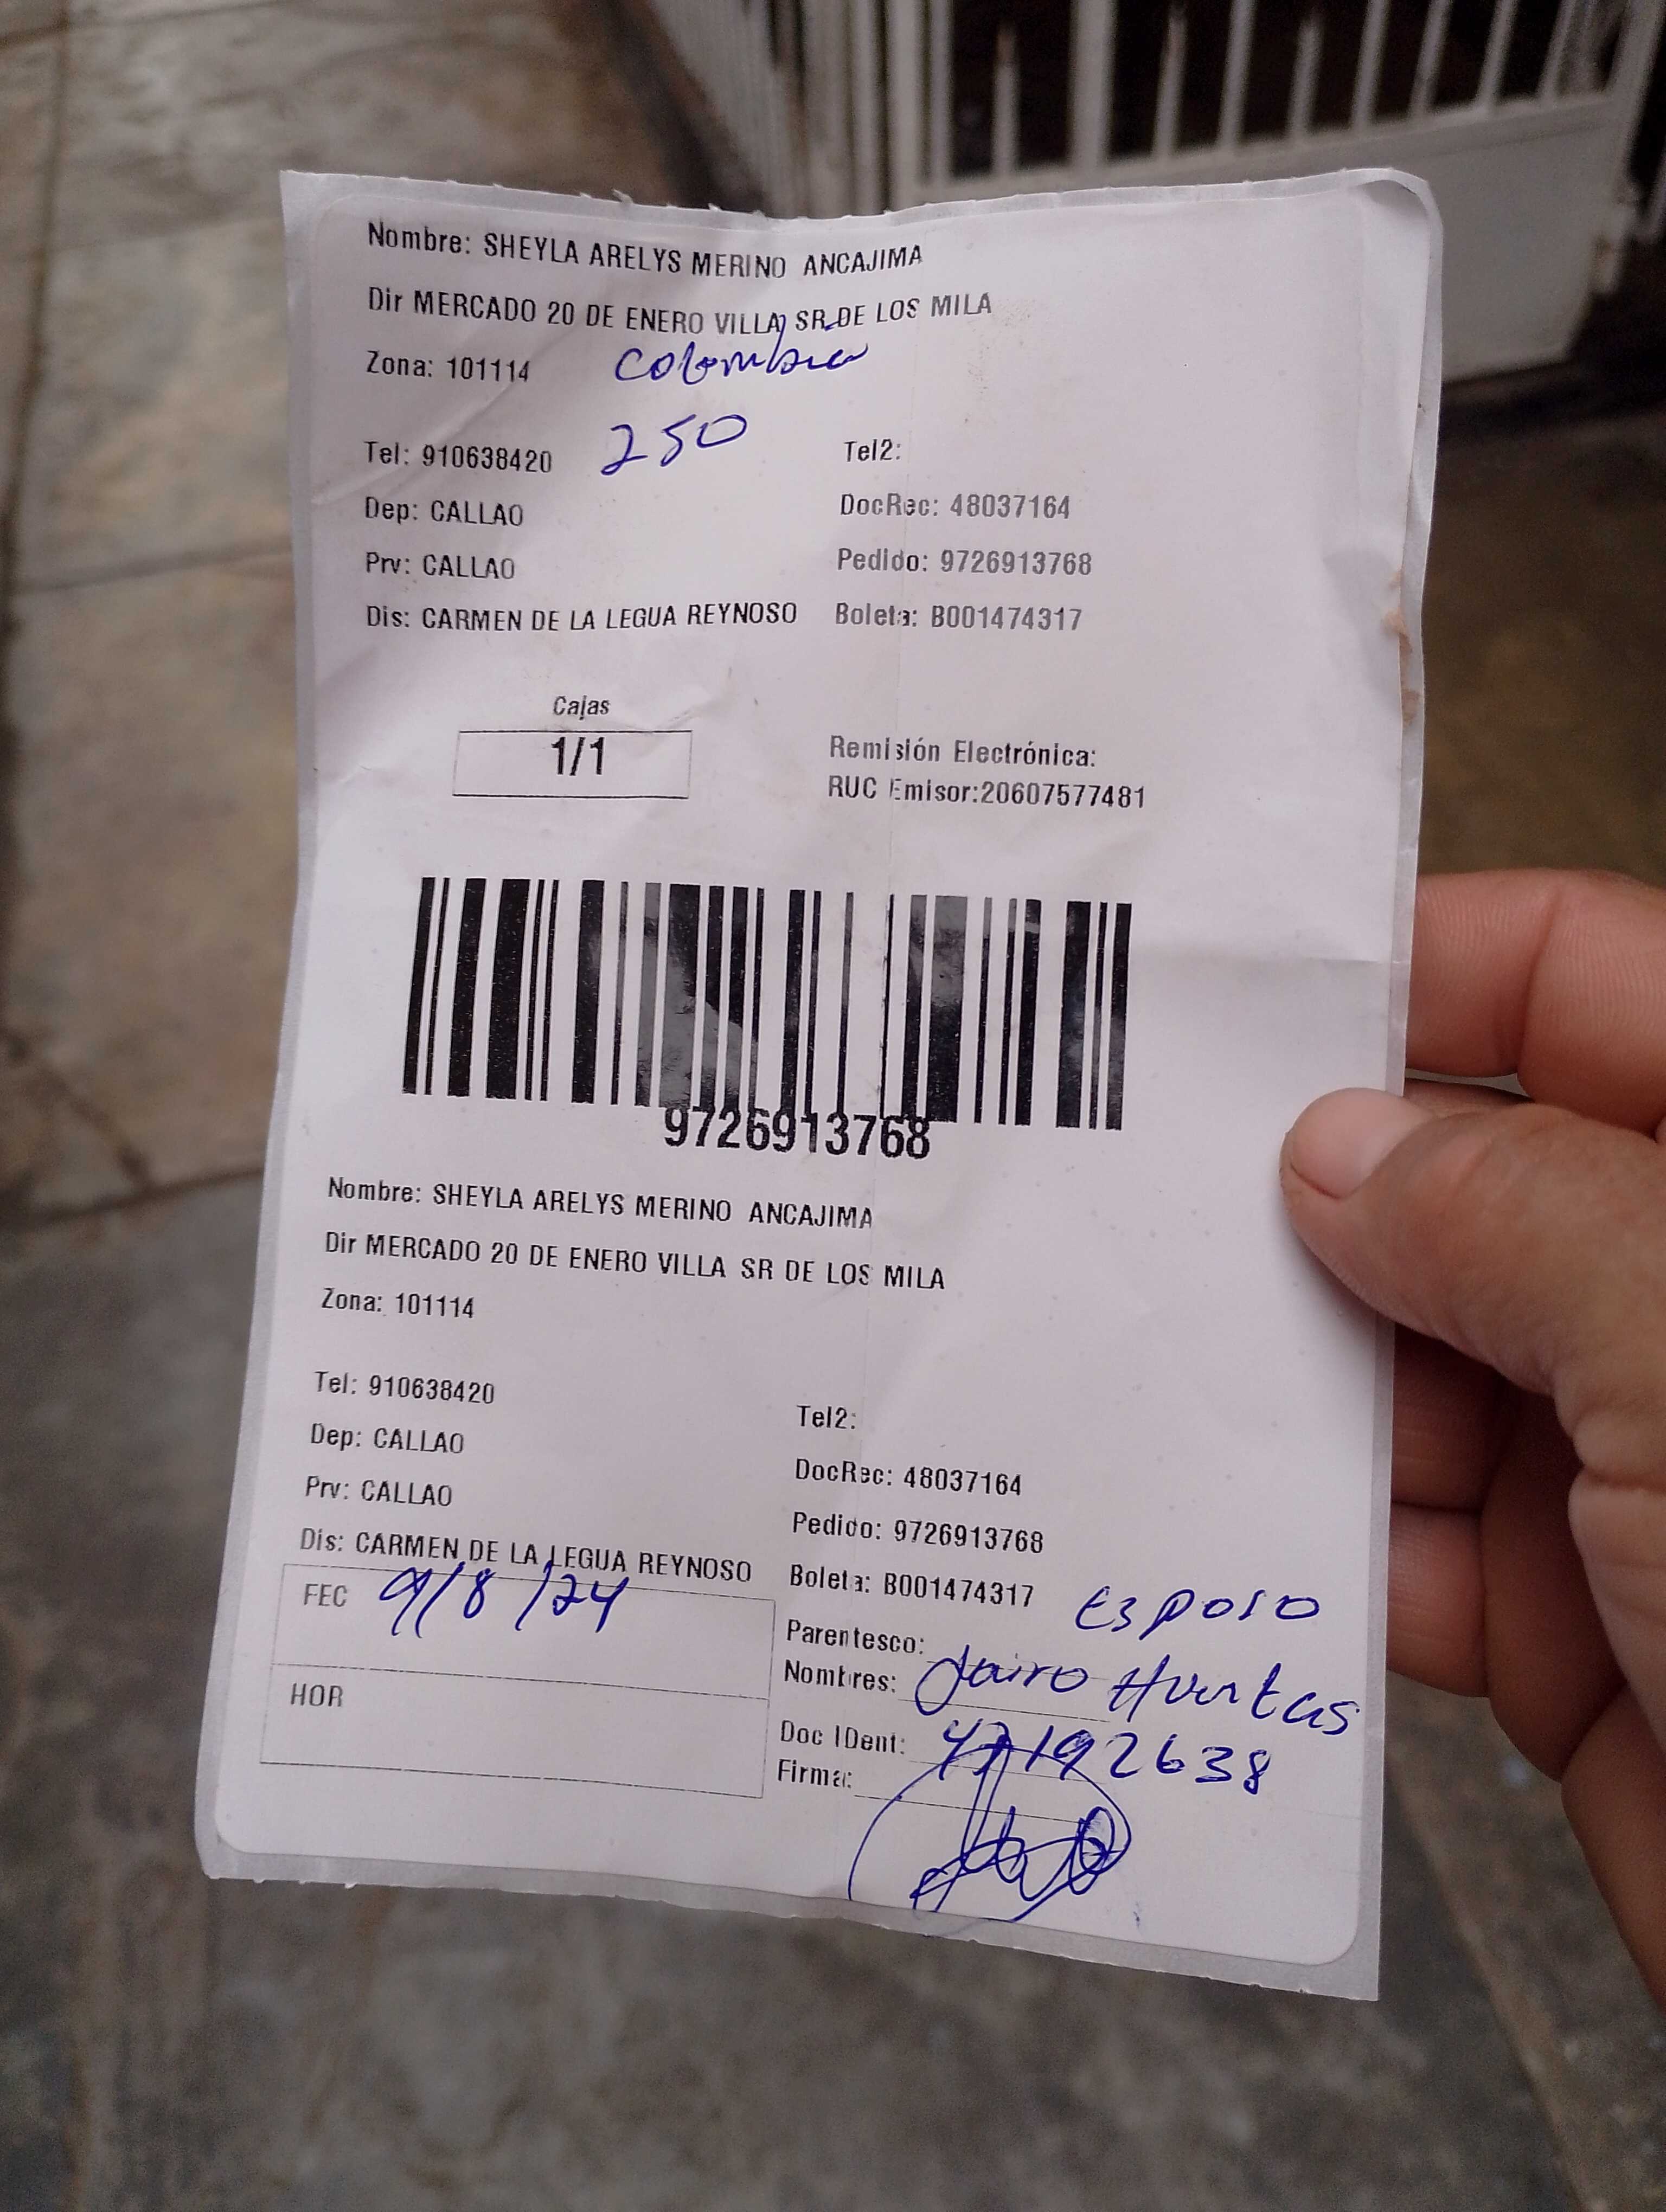 Nombre: SHEYLA ARELYS MERINO ANCAJIMA
Dir MERCADO 20 DE ENERO VILLA SR DE LOS MILA
Zona: 101114 Colombia
Tel: 910638420 250 Tel2:
Dep: CALLAO DocRec: 48037164
Prv: CALLAO Pedido: 9726913768
Dis: CARMEN DE LA LEGUA REYNOSO Boleta: B001474317
Cajas
1/1
Remisión Electrónica:
RUC Emisor:20607577481
9726913768
Nombre: SHEYLA ARELYS MERINO ANCAJIMA
Dir MERCADO 20 DE ENERO VILLA SR DE LOS MILA
Zona: 101114
Tel: 910638420 Tel2:
Dep: CALLAO DocRec: 48037164
Prv: CALLAO Pedido: 9726913768
Dis: CARMEN DE LA LEGUA REYNOSO Boleta: B001474317
FEC 9/8/24
HOR
Esposo
Parentesco:
Nombres: Jairo Huertas
Doc IDent: 47192638
Firma: